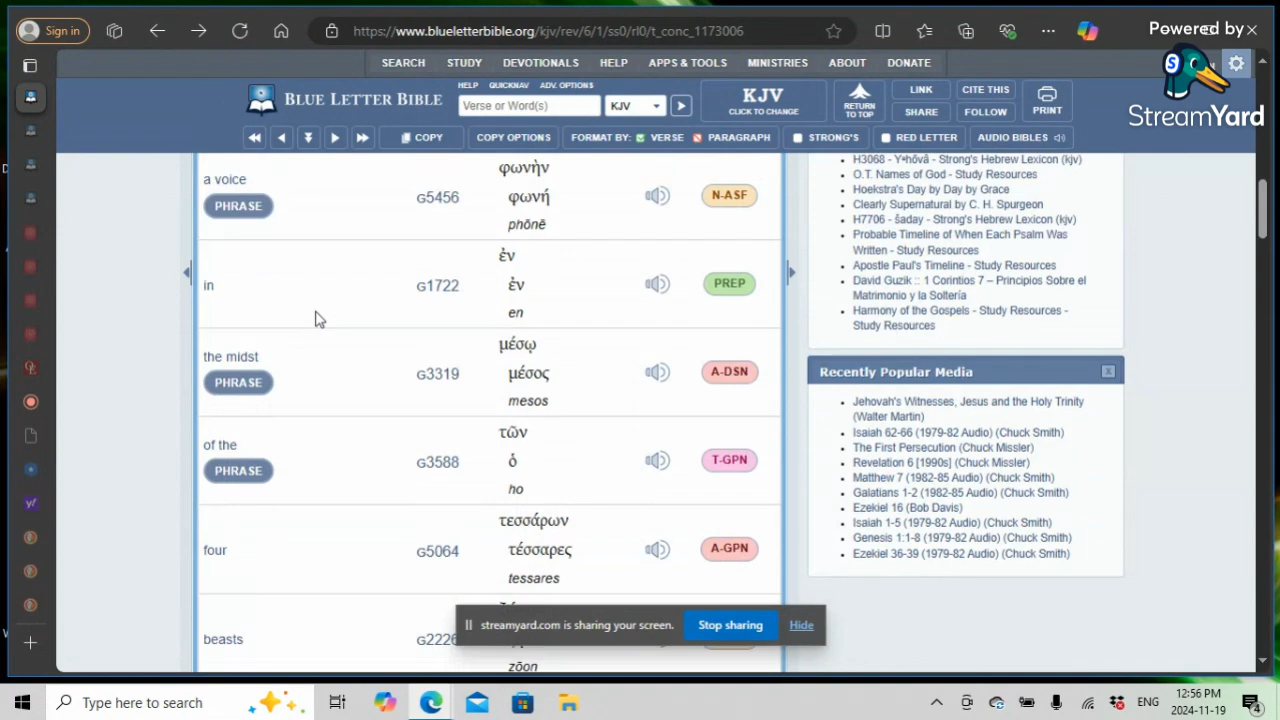 Sign in
https://www.blueletterbible.org/kjv/rev/6/1/ss0/rl0/t_conc_1173006
Powered by
StreamYard
SEARCH STUDY DEVOTIONALS HELP APPS & TOOLS MINISTRIES ABOUT DONATE
BLUE LETTER BIBLE
HELP QUICKNAV ADV. OPTIONS
Verse or Word(s)
KJV
KJV
CLICK TO CHANGE
RETURN
TO TOP
LINK
CITE THIS
SHARE
FOLLOW
PRINT
COPY
COPY OPTIONS
FORMAT BY: VERSE PARAGRAPH
STRONG'S
RED LETTER
AUDIO BIBLES
a voice
PHRASE
G5456
φωνὴν
φωνή
phōnē
N-ASF
in
G1722
ἐν
ἐν
en
PREP
the midst
PHRASE
G3319
μέσῳ
μέσος
mesos
A-DSN
of the
PHRASE
G3588
τῶν
ὁ
ho
T-GPN
four
G5064
τεσσάρων
τέσσαρες
tessares
A-GPN
beasts
G2226
zōon
H3068 - Yᵊhōvâ - Strong's Hebrew Lexicon (kjv)
O.T. Names of God - Study Resources
Hoekstra's Day by Day by Grace
Clearly Supernatural by C. H. Spurgeon
H7706 - šaday - Strong's Hebrew Lexicon (kjv)
Probable Timeline of When Each Psalm Was
Written - Study Resources
Apostle Paul's Timeline - Study Resources
David Guzik :: 1 Corintios 7 – Principios Sobre el
Matrimonio y la Soltería
Harmony of the Gospels - Study Resources -
Study Resources
Recently Popular Media
x
Jehovah's Witnesses, Jesus and the Holy Trinity
(Walter Martin)
Isaiah 62-66 (1979-82 Audio) (Chuck Smith)
The First Persecution (Chuck Missler)
Revelation 6 [1990s] (Chuck Missler)
Matthew 7 (1982-85 Audio) (Chuck Smith)
Galatians 1-2 (1982-85 Audio) (Chuck Smith)
Ezekiel 16 (Bob Davis)
Isaiah 1-5 (1979-82 Audio) (Chuck Smith)
Genesis 1:1-8 (1979-82 Audio) (Chuck Smith)
Ezekiel 36-39 (1979-82 Audio) (Chuck Smith)
streamyard.com is sharing your screen.
Stop sharing
Hide
Type here to search
ENG
12:56 PM
2024-11-19
4